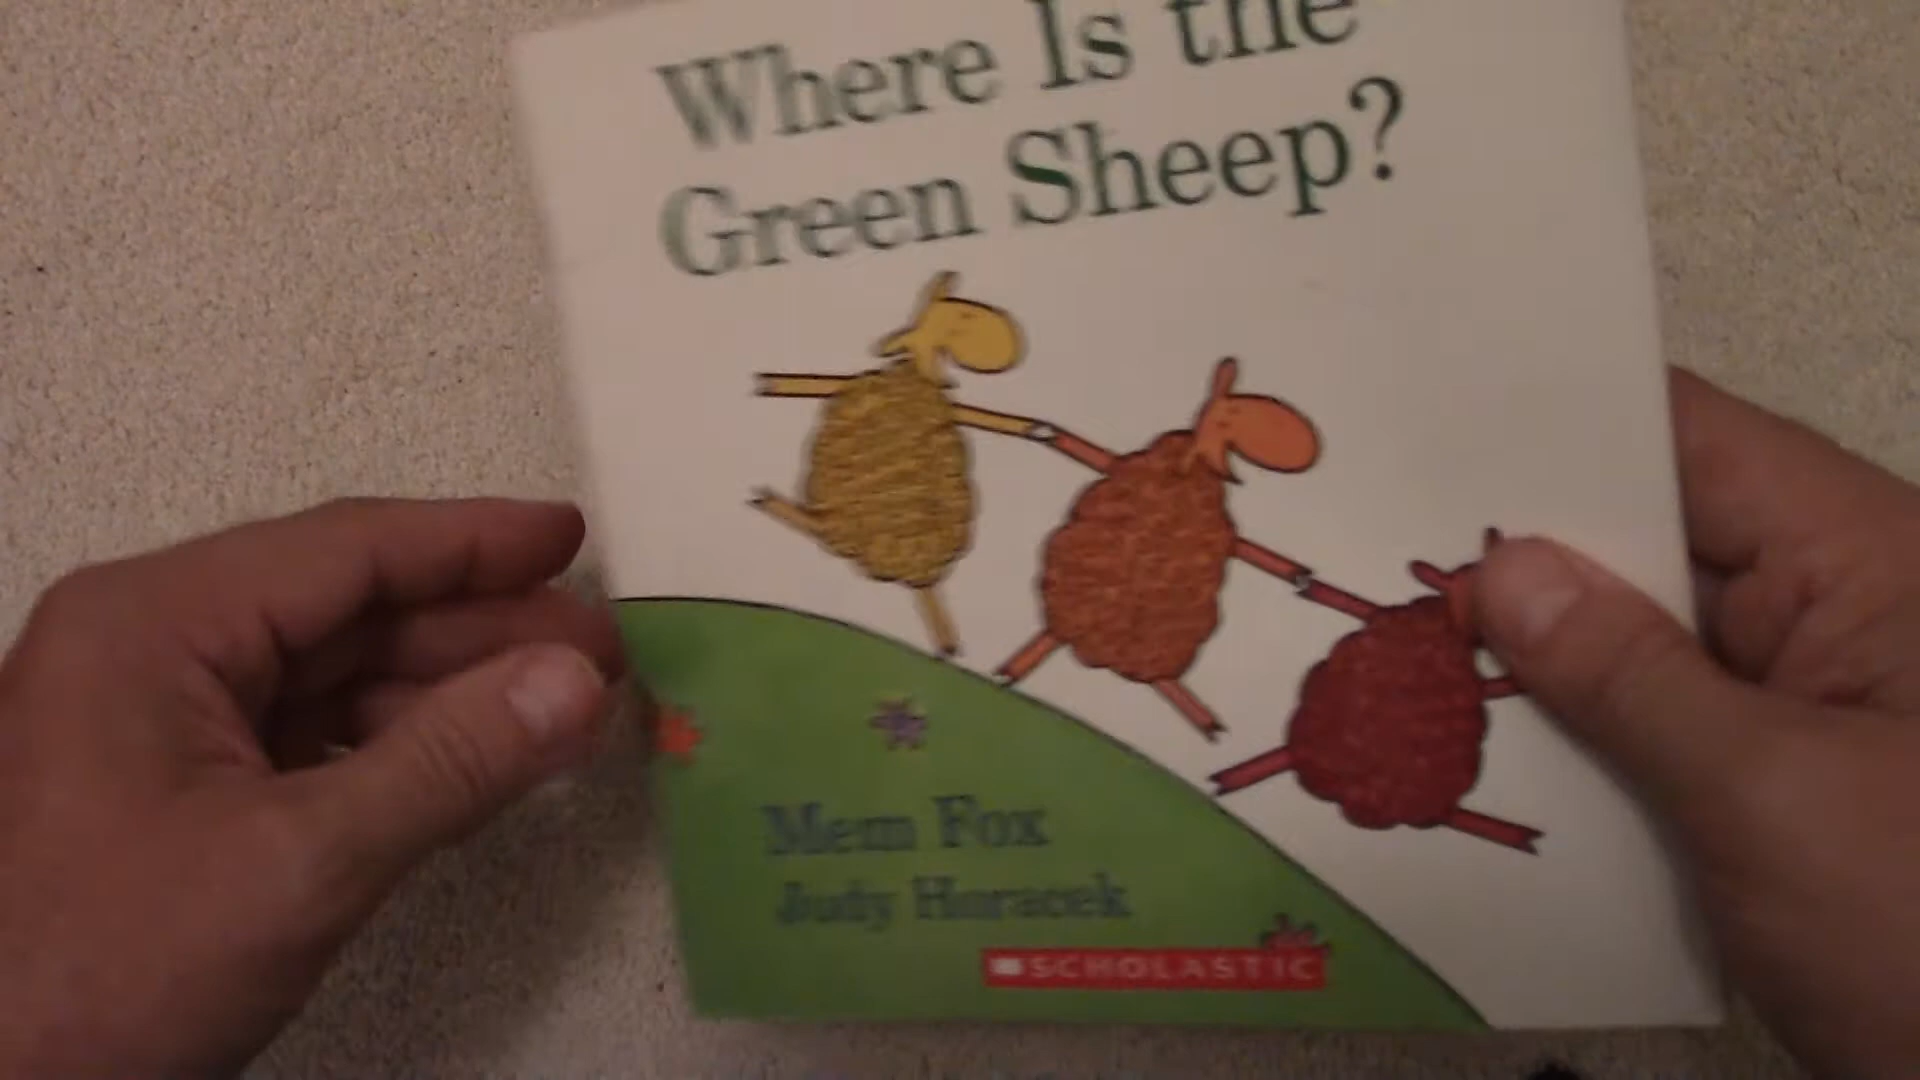 Where Is the
Green Sheep?
Mem Fox
Judy Horacek
SCHOLASTIC